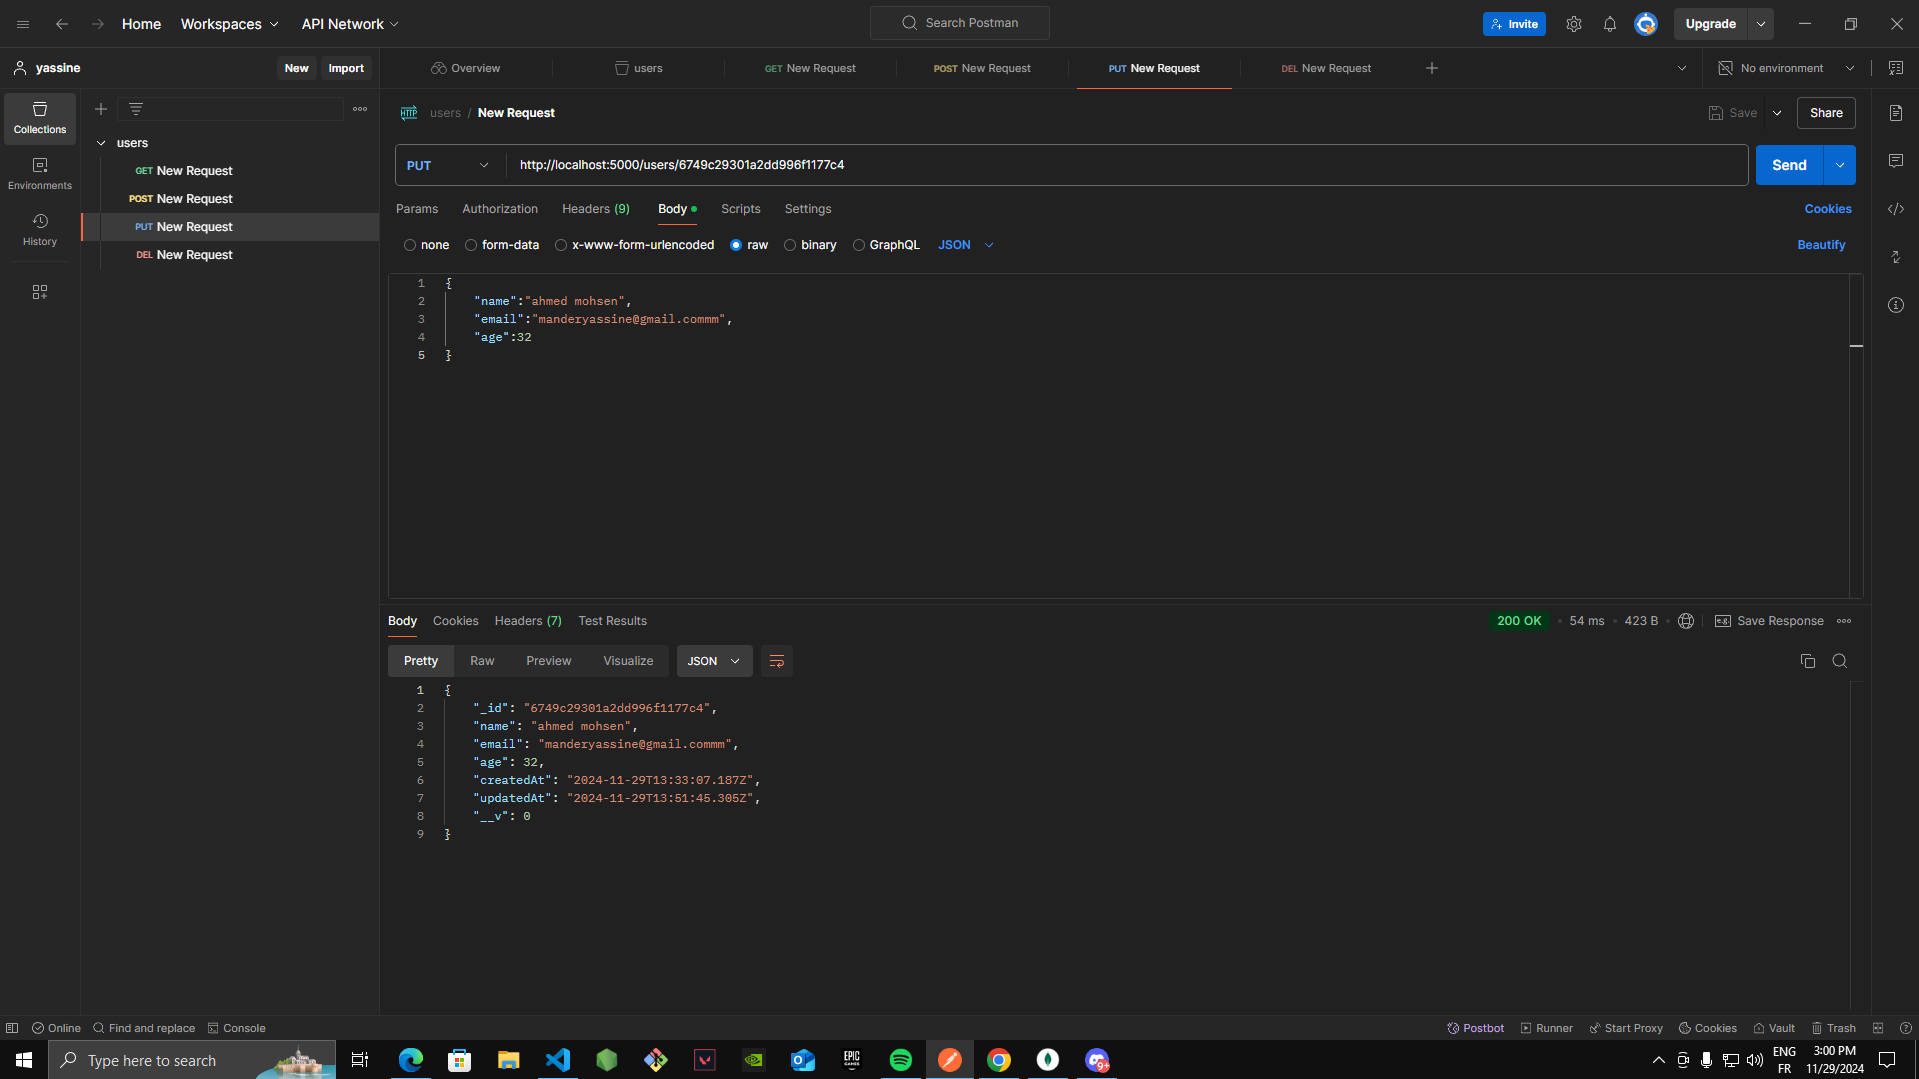 Home Workspaces API Network Search Postman Invite Upgrade
yassine New Import Overview users GET New Request POST New Request PUT New Request DEL New Request No environment
Collections
Environments
History
users
GET New Request
POST New Request
PUT New Request
DEL New Request
HTTP users / New Request Save Share
PUT http://localhost:5000/users/6749c29301a2dd996f1177c4 Send
Params Authorization Headers (9) Body Scripts Settings Cookies
none form-data x-www-form-urlencoded raw binary GraphQL JSON Beautify
1 {
2 "name":"ahmed mohsen",
3 "email":"manderyassine@gmail.commm",
4 "age":32
5 }
Body Cookies Headers (7) Test Results 200 OK 54 ms 423 B e.g. Save Response
Pretty Raw Preview Visualize JSON
1 {
2 "_id": "6749c29301a2dd996f1177c4",
3 "name": "ahmed mohsen",
4 "email": "manderyassine@gmail.commm",
5 "age": 32,
6 "createdAt": "2024-11-29T13:33:07.187Z",
7 "updatedAt": "2024-11-29T13:51:45.305Z",
8 "__v": 0
9 }
Online Find and replace Console Postbot Runner Start Proxy Cookies Vault Trash
Type here to search EPIC GAMES 9+ ENG FR 3:00 PM 11/29/2024